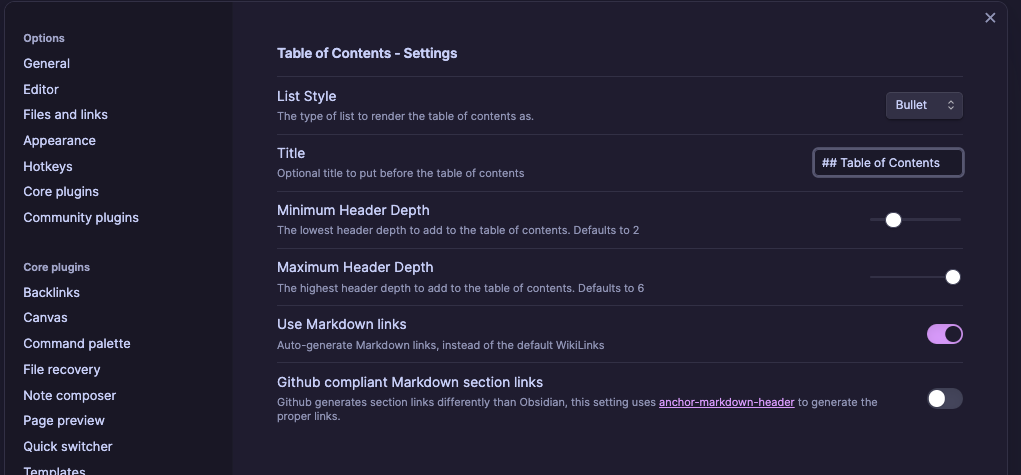 Options
General
Editor
Files and links
Appearance
Hotkeys
Core plugins
Community plugins
Core plugins
Backlinks
Canvas
Command palette
File recovery
Note composer
Page preview
Quick switcher
Templates
Table of Contents - Settings
List Style
The type of list to render the table of contents as.
Bullet
Title
Optional title to put before the table of contents
## Table of Contents
Minimum Header Depth
The lowest header depth to add to the table of contents. Defaults to 2
Maximum Header Depth
The highest header depth to add to the table of contents. Defaults to 6
Use Markdown links
Auto-generate Markdown links, instead of the default WikiLinks
Github compliant Markdown section links
Github generates section links differently than Obsidian, this setting uses anchor-markdown-header to generate the
proper links.